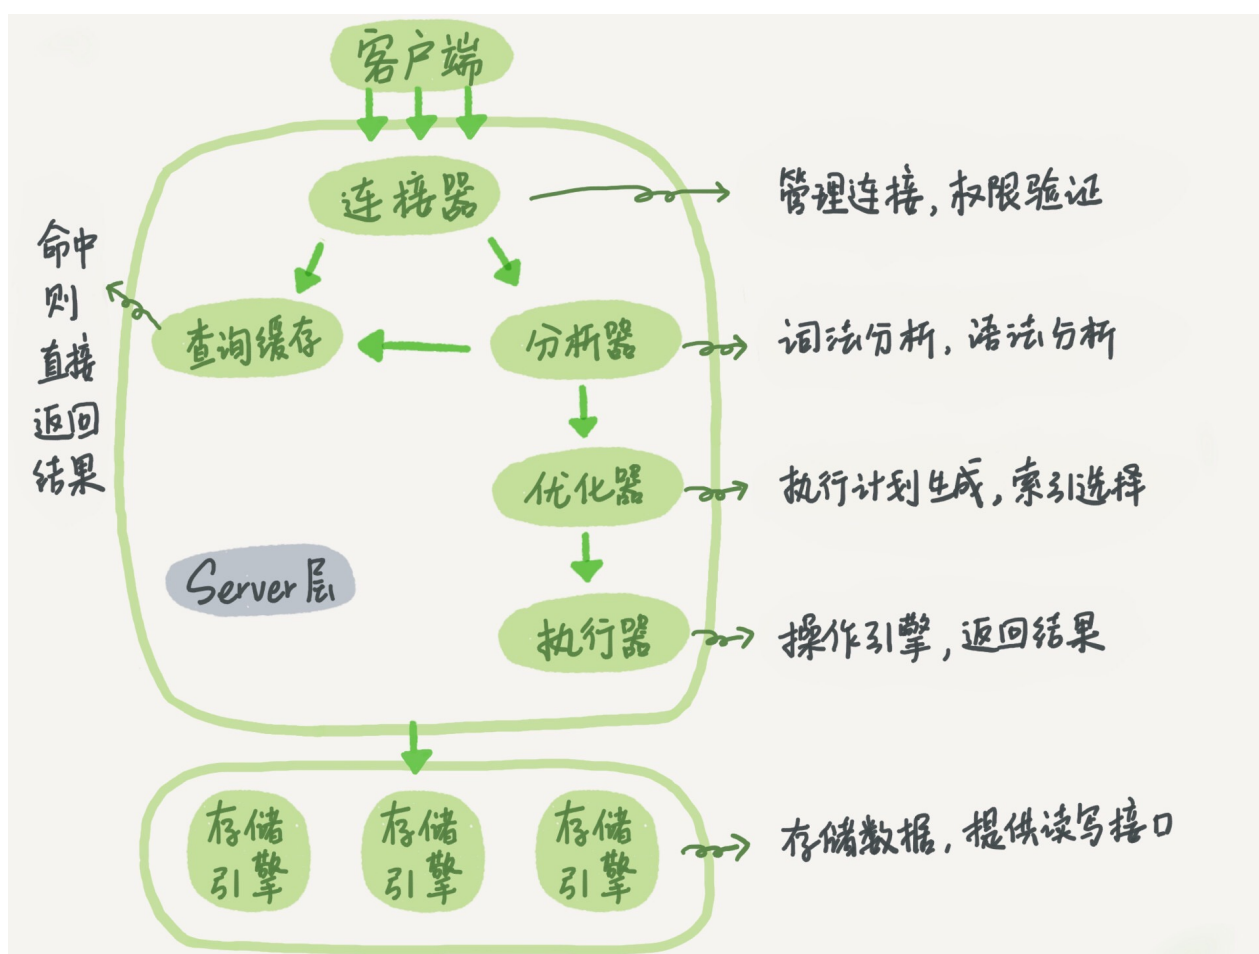 客户端
连接器
管理连接，权限验证
命中
则
直接
返回
结果
查询缓存
分析器
词法分析，语法分析
优化器
执行计划生成，索引选择
Server层
执行器
操作引擎，返回结果
存储
引擎
存储
引擎
存储
引擎
存储数据，提供读写接口